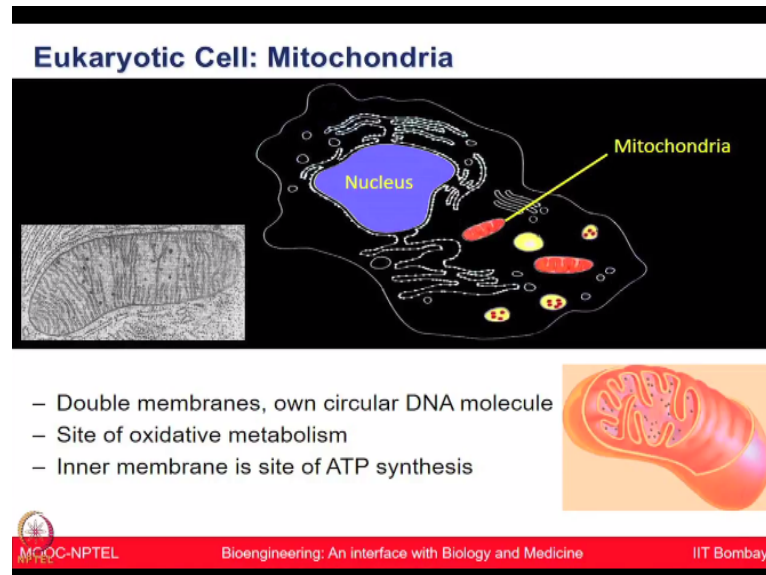 Eukaryotic Cell: Mitochondria
Mitochondria
Nucleus
– Double membranes, own circular DNA molecule
– Site of oxidative metabolism
– Inner membrane is site of ATP synthesis
NPTEL
MOOC-NPTEL
Bioengineering: An interface with Biology and Medicine
IIT Bombay